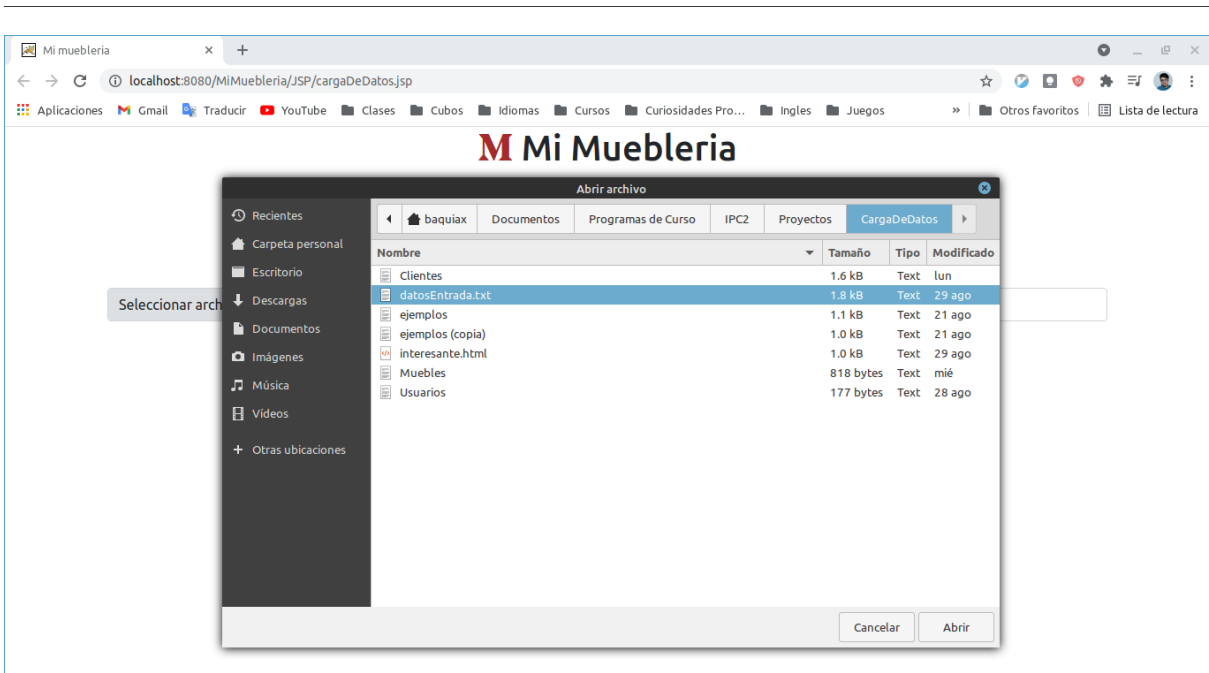 Mi muebleria
localhost:8080/MiMuebleria/JSP/cargaDeDatos.jsp
Aplicaciones Gmail Traducir YouTube Clases Cubos Idiomas Cursos Curiosidades Pro... Ingles Juegos » Otros favoritos Lista de lectura
M Mi Muebleria
Abrir archivo
Recientes
Carpeta personal
Escritorio
Descargas
Documentos
Imágenes
Música
Vídeos
+ Otras ubicaciones
baquiax Documentos Programas de Curso IPC2 Proyectos CargaDeDatos
Nombre Tamaño Tipo Modificado
Clientes 1.6 kB Text lun
datosEntrada.txt 1.8 kB Text 29 ago
ejemplos 1.1 kB Text 21 ago
ejemplos (copia) 1.0 kB Text 21 ago
interesante.html 1.0 kB Text 29 ago
Muebles 818 bytes Text mié
Usuarios 177 bytes Text 28 ago
Seleccionar arch
Cancelar Abrir